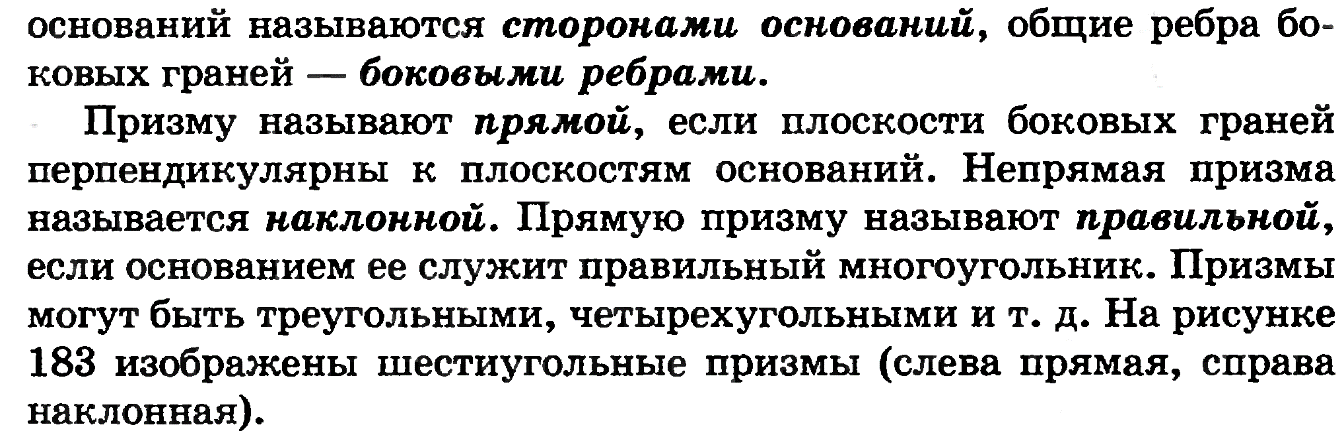 оснований называются сторонами оснований, общие ребра бо-
ковых граней — боковыми ребрами.
Призму называют прямой, если плоскости боковых граней
перпендикулярны к плоскостям оснований. Непрямая призма
называется наклонной. Прямую призму называют правильной,
если основанием ее служит правильный многоугольник. Призмы
могут быть треугольными, четырехугольными и т. д. На рисунке
183 изображены шестиугольные призмы (слева прямая, справа
наклонная).